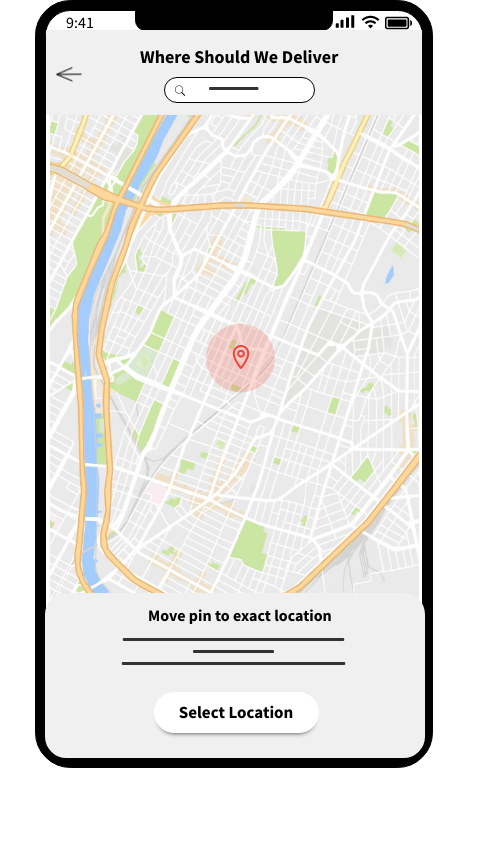 9:41
Where Should We Deliver
Move pin to exact location
Select Location